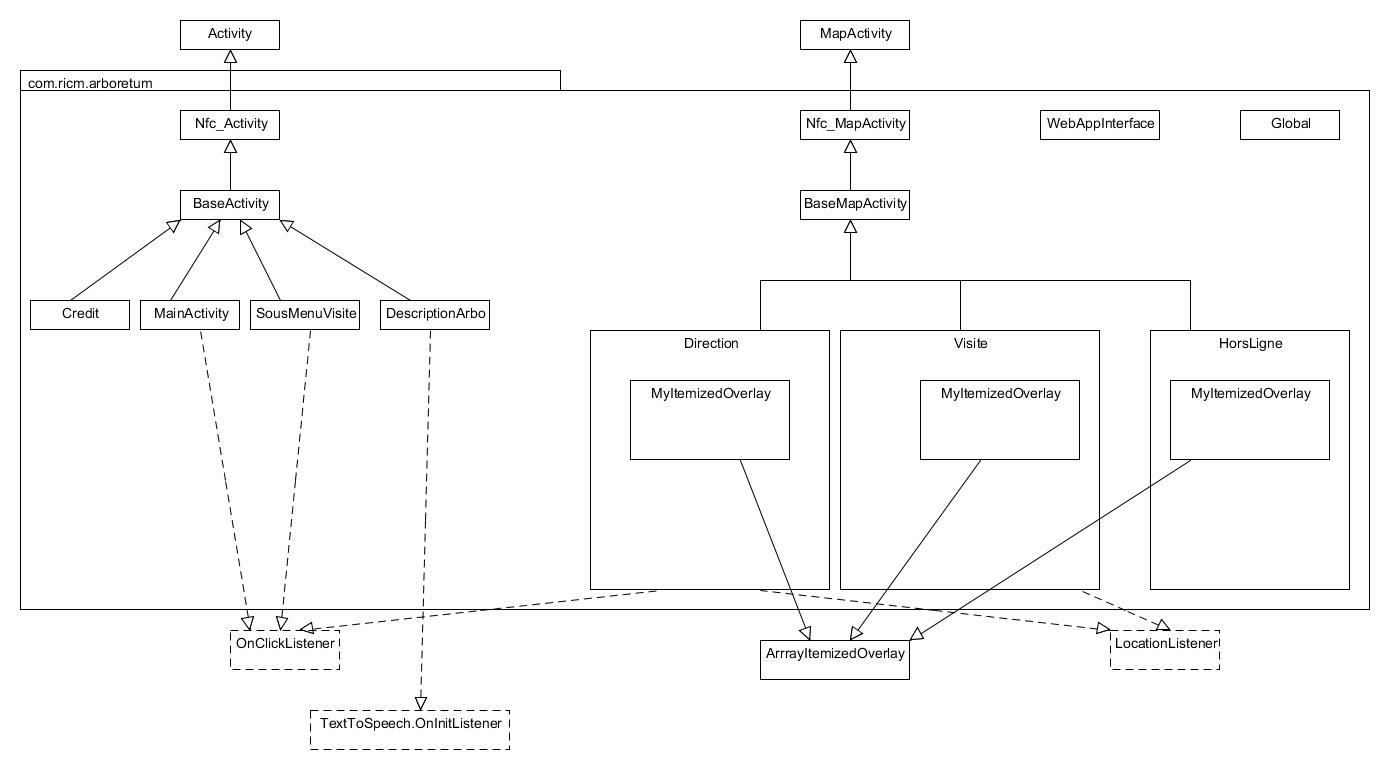 Activity
MapActivity
com.ricm.arboretum
Nfc_Activity
Nfc_MapActivity
WebAppInterface
Global
BaseActivity
BaseMapActivity
Credit
MainActivity
SousMenuVisite
DescriptionArbo
Direction
Visite
HorsLigne
MyItemizedOverlay
MyItemizedOverlay
MyItemizedOverlay
OnClickListener
ArrrayItemizedOverlay
LocationListener
TextToSpeech.OnInitListener